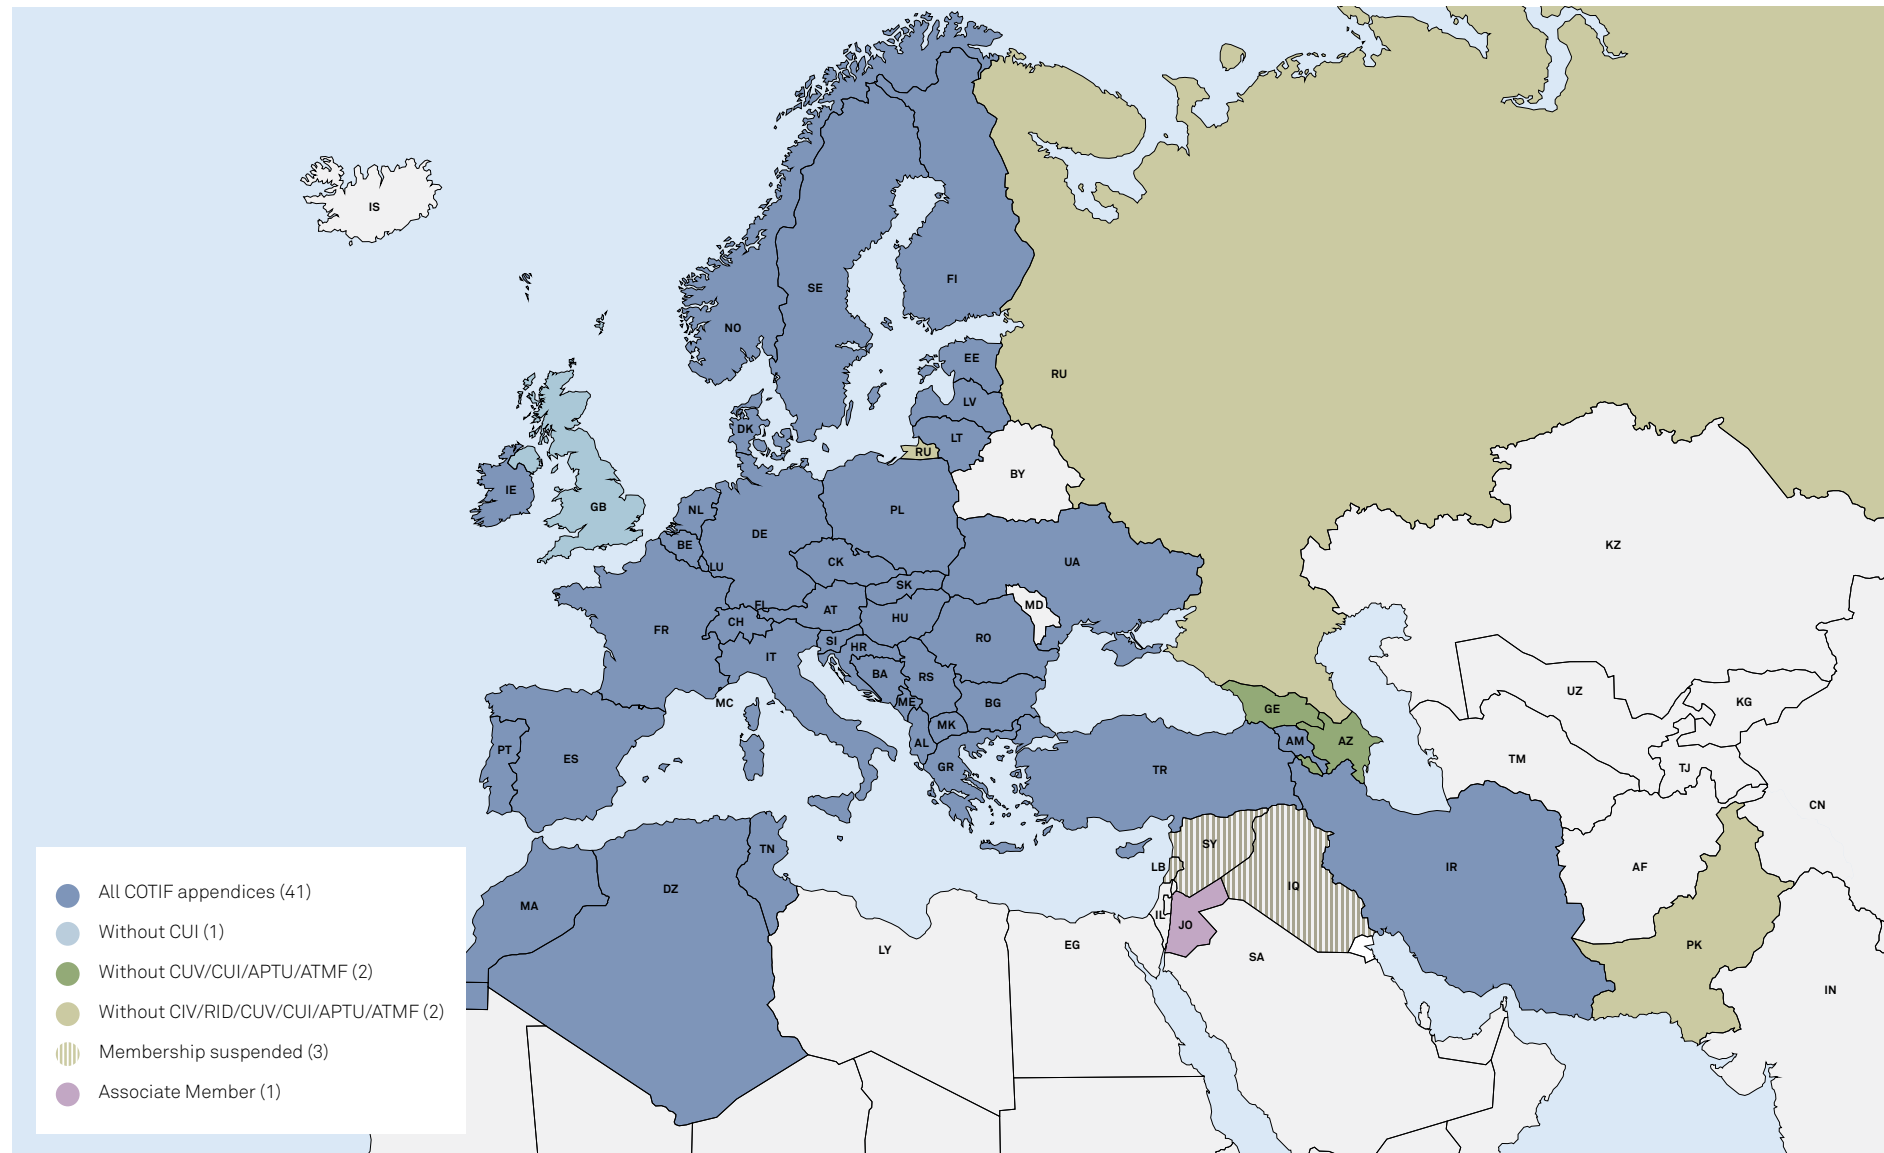 IS
SE
FI
NO
EE
RU
LV
DK
LT
RU
BY
IE
GB
NL
PL
DE
BE
KZ
LU
CK
UA
SK
FL
AT
MD
HU
CH
FR
RO
SI
HR
IT
BA
RS
UZ
ME
MC
BG
KG
GE
MK
PT
AL
AM
AZ
ES
GR
TR
TM
TJ
CN
SY
TN
LB
IR
AF
DZ
IQ
MA
IL
JO
LY
EG
PK
SA
IN
All COTIF appendices (41)
Without CUI (1)
Without CUV/CUI/APTU/ATMF (2)
Without CIV/RID/CUV/CUI/APTU/ATMF (2)
Membership suspended (3)
Associate Member (1)